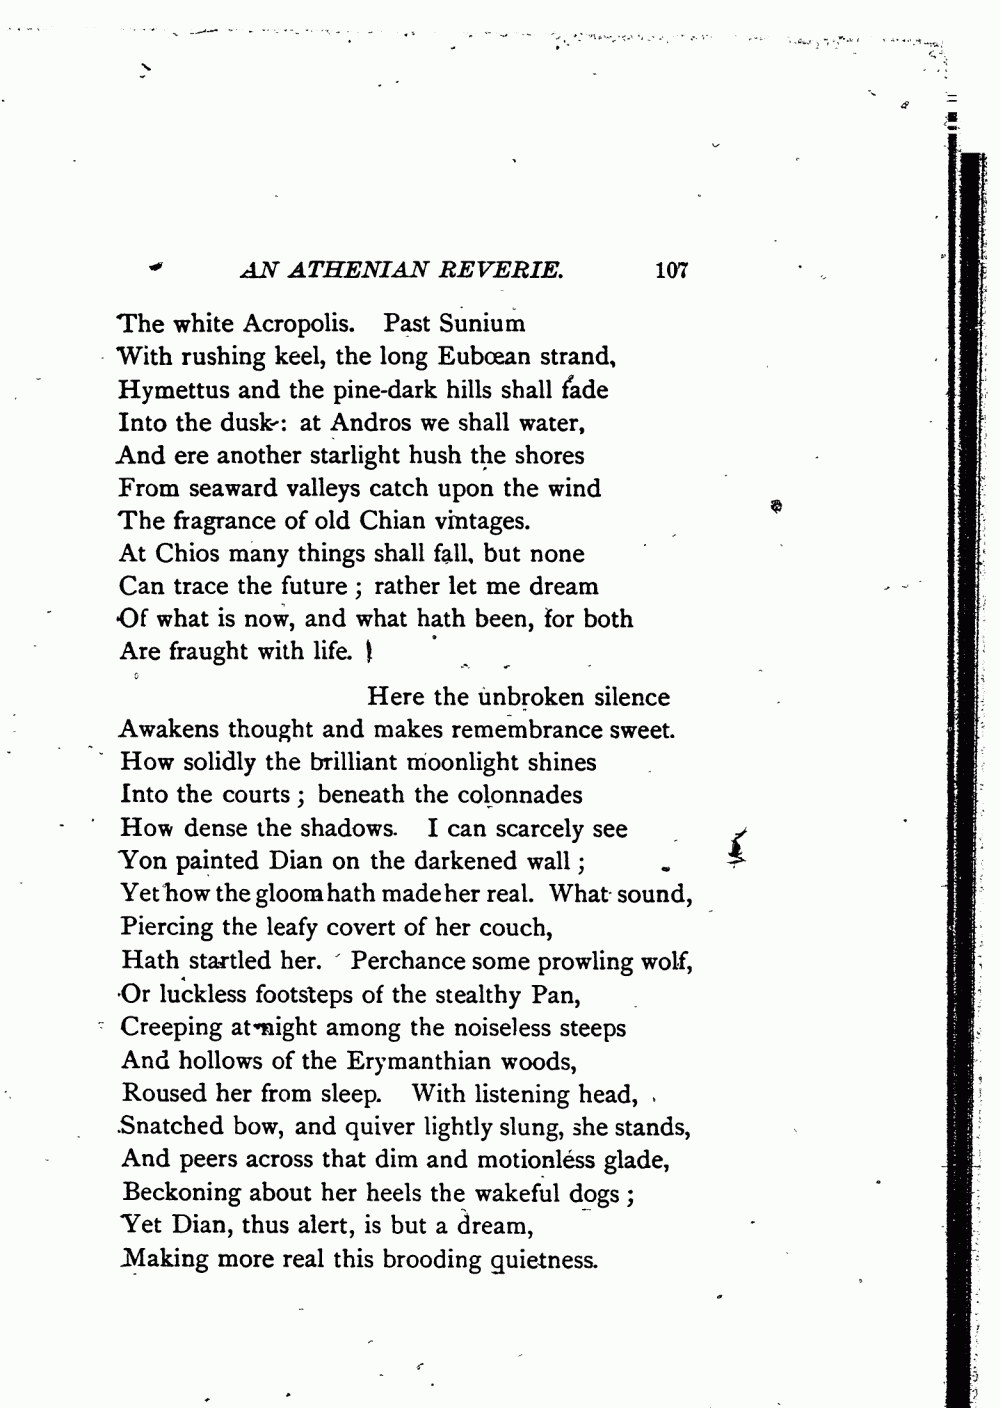 AN ATHENIAN REVERIE. 107
The white Acropolis. Past Sunium
With rushing keel, the long Eubœan strand,
Hymettus and the pine-dark hills shall fade
Into the dusk: at Andros we shall water,
And ere another starlight hush the shores
From seaward valleys catch upon the wind
The fragrance of old Chian vintages.
At Chios many things shall fall, but none
Can trace the future ; rather let me dream
Of what is now, and what hath been, for both
Are fraught with life.
Here the unbroken silence
Awakens thought and makes remembrance sweet.
How solidly the brilliant moonlight shines
Into the courts ; beneath the colonnades
How dense the shadows. I can scarcely see
Yon painted Dian on the darkened wall ;
Yet how the gloom hath made her real. What sound,
Piercing the leafy covert of her couch,
Hath startled her. Perchance some prowling wolf,
Or luckless footsteps of the stealthy Pan,
Creeping at night among the noiseless steeps
And hollows of the Erymanthian woods,
Roused her from sleep. With listening head,
Snatched bow, and quiver lightly slung, she stands,
And peers across that dim and motionless glade,
Beckoning about her heels the wakeful dogs ;
Yet Dian, thus alert, is but a dream,
Making more real this brooding quietness.